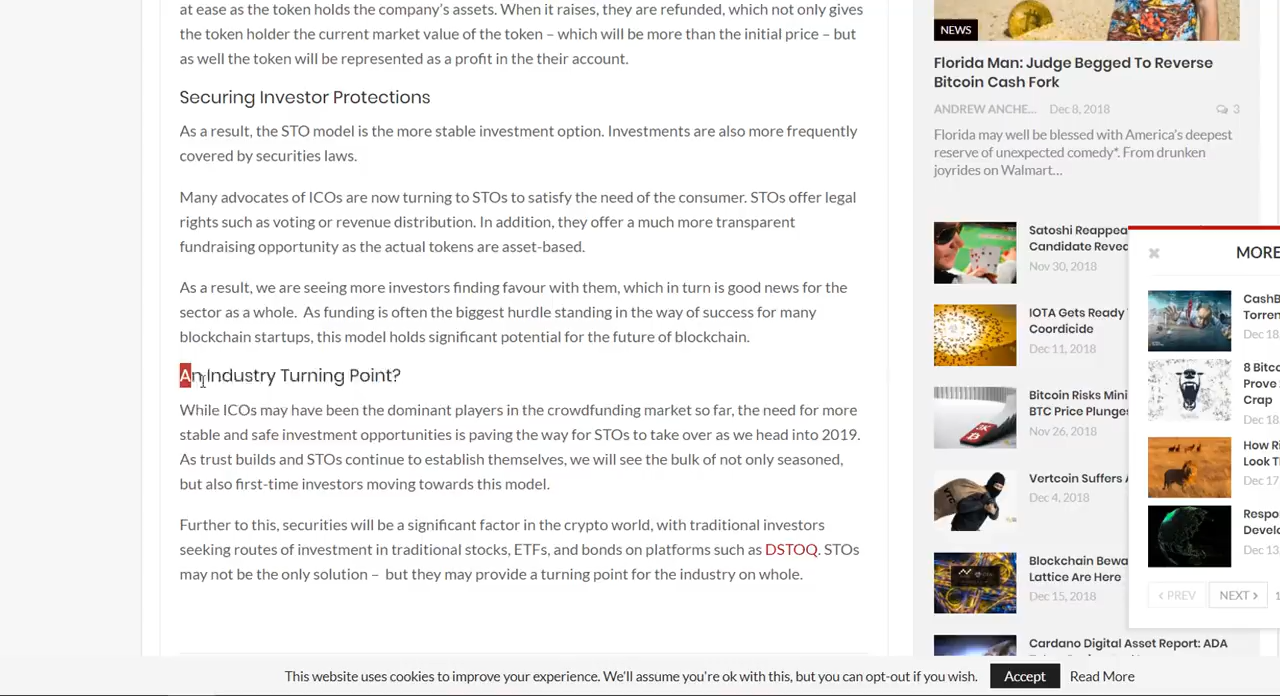 at ease as the token holds the company's assets. When it raises, they are refunded, which not only gives
the token holder the current market value of the token – which will be more than the initial price – but
as well the token will be represented as a profit in the their account.
Securing Investor Protections
As a result, the STO model is the more stable investment option. Investments are also more frequently
covered by securities laws.
Many advocates of ICOs are now turning to STOs to satisfy the need of the consumer. STOs offer legal
rights such as voting or revenue distribution. In addition, they offer a much more transparent
fundraising opportunity as the actual tokens are asset-based.
As a result, we are seeing more investors finding favour with them, which in turn is good news for the
sector as a whole. As funding is often the biggest hurdle standing in the way of success for many
blockchain startups, this model holds significant potential for the future of blockchain.
An Industry Turning Point?
While ICOs may have been the dominant players in the crowdfunding market so far, the need for more
stable and safe investment opportunities is paving the way for STOs to take over as we head into 2019.
As trust builds and STOs continue to establish themselves, we will see the bulk of not only seasoned,
but also first-time investors moving towards this model.
Further to this, securities will be a significant factor in the crypto world, with traditional investors
seeking routes of investment in traditional stocks, ETFs, and bonds on platforms such as DSTOQ. STOs
may not be the only solution – but they may provide a turning point for the industry on whole.
NEWS
Florida Man: Judge Begged To Reverse
Bitcoin Cash Fork
ANDREW ANCHE... Dec 8, 2018 3
Florida may well be blessed with America's deepest
reserve of unexpected comedy*. From drunken
joyrides on Walmart...
Satoshi Reappea
Candidate Revea
Nov 30, 2018
IOTA Gets Ready
Coordicide
Dec 11, 2018
Bitcoin Risks Mini
BTC Price Plunges
Nov 26, 2018
Vertcoin Suffers A
Dec 4, 2018
Blockchain Bewa
Lattice Are Here
Dec 15, 2018
Cardano Digital Asset Report: ADA
MORE
CashB
Torren
Dec 18,
8 Bitco
Prove
Crap
Dec 18,
How Ri
Look Th
Dec 17
Respon
Develo
Dec 13,
PREV NEXT 1
This website uses cookies to improve your experience. We'll assume you're ok with this, but you can opt-out if you wish. Accept Read More